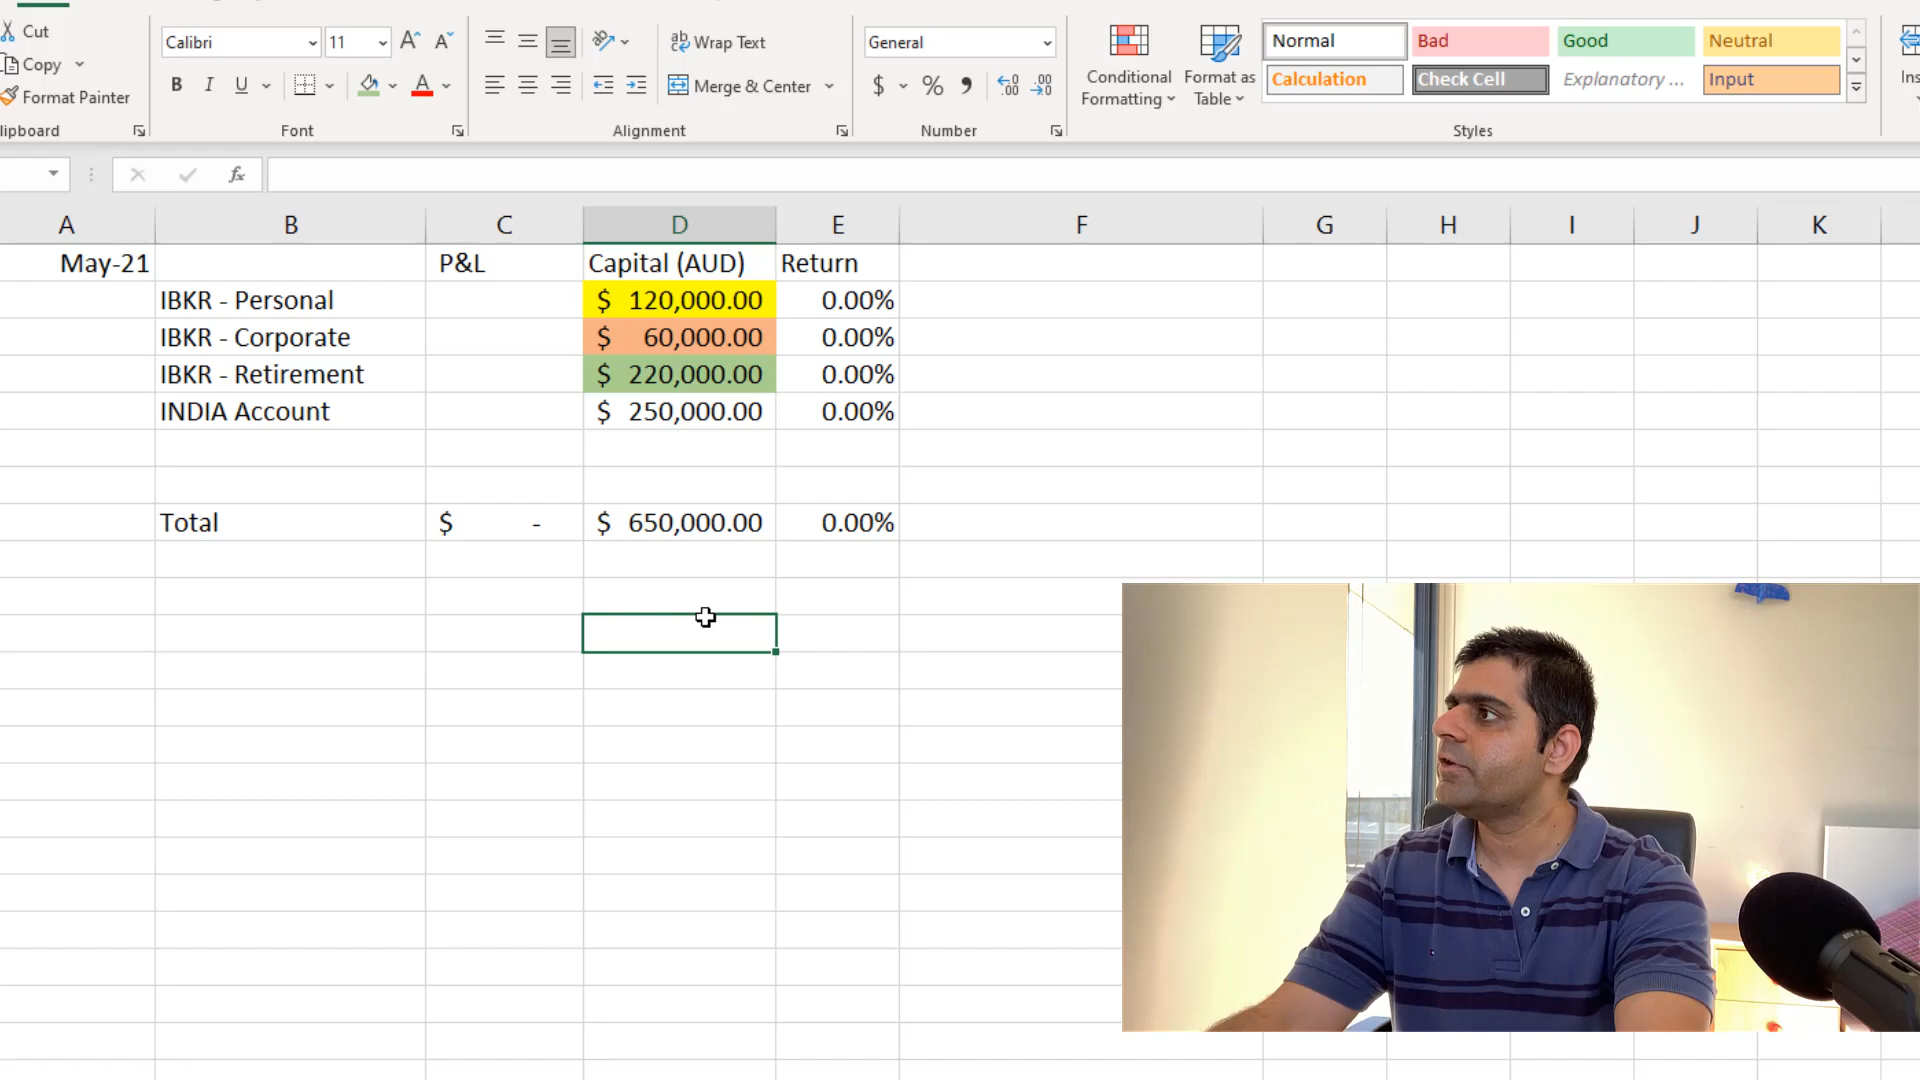 Cut
Copy
Format Painter
lipboard
Calibri 11
B I U
Font
Wrap Text
Merge & Center
Alignment
General
$ %
Number
Conditional Formatting
Format as Table
Normal Bad Good Neutral
Calculation Check Cell Explanatory ... Input
Styles
Ins
fx
A B C D E F G H I J K
May-21 P&L Capital (AUD) Return
IBKR - Personal $ 120,000.00 0.00%
IBKR - Corporate $ 60,000.00 0.00%
IBKR - Retirement $ 220,000.00 0.00%
INDIA Account $ 250,000.00 0.00%
Total $ - $ 650,000.00 0.00%